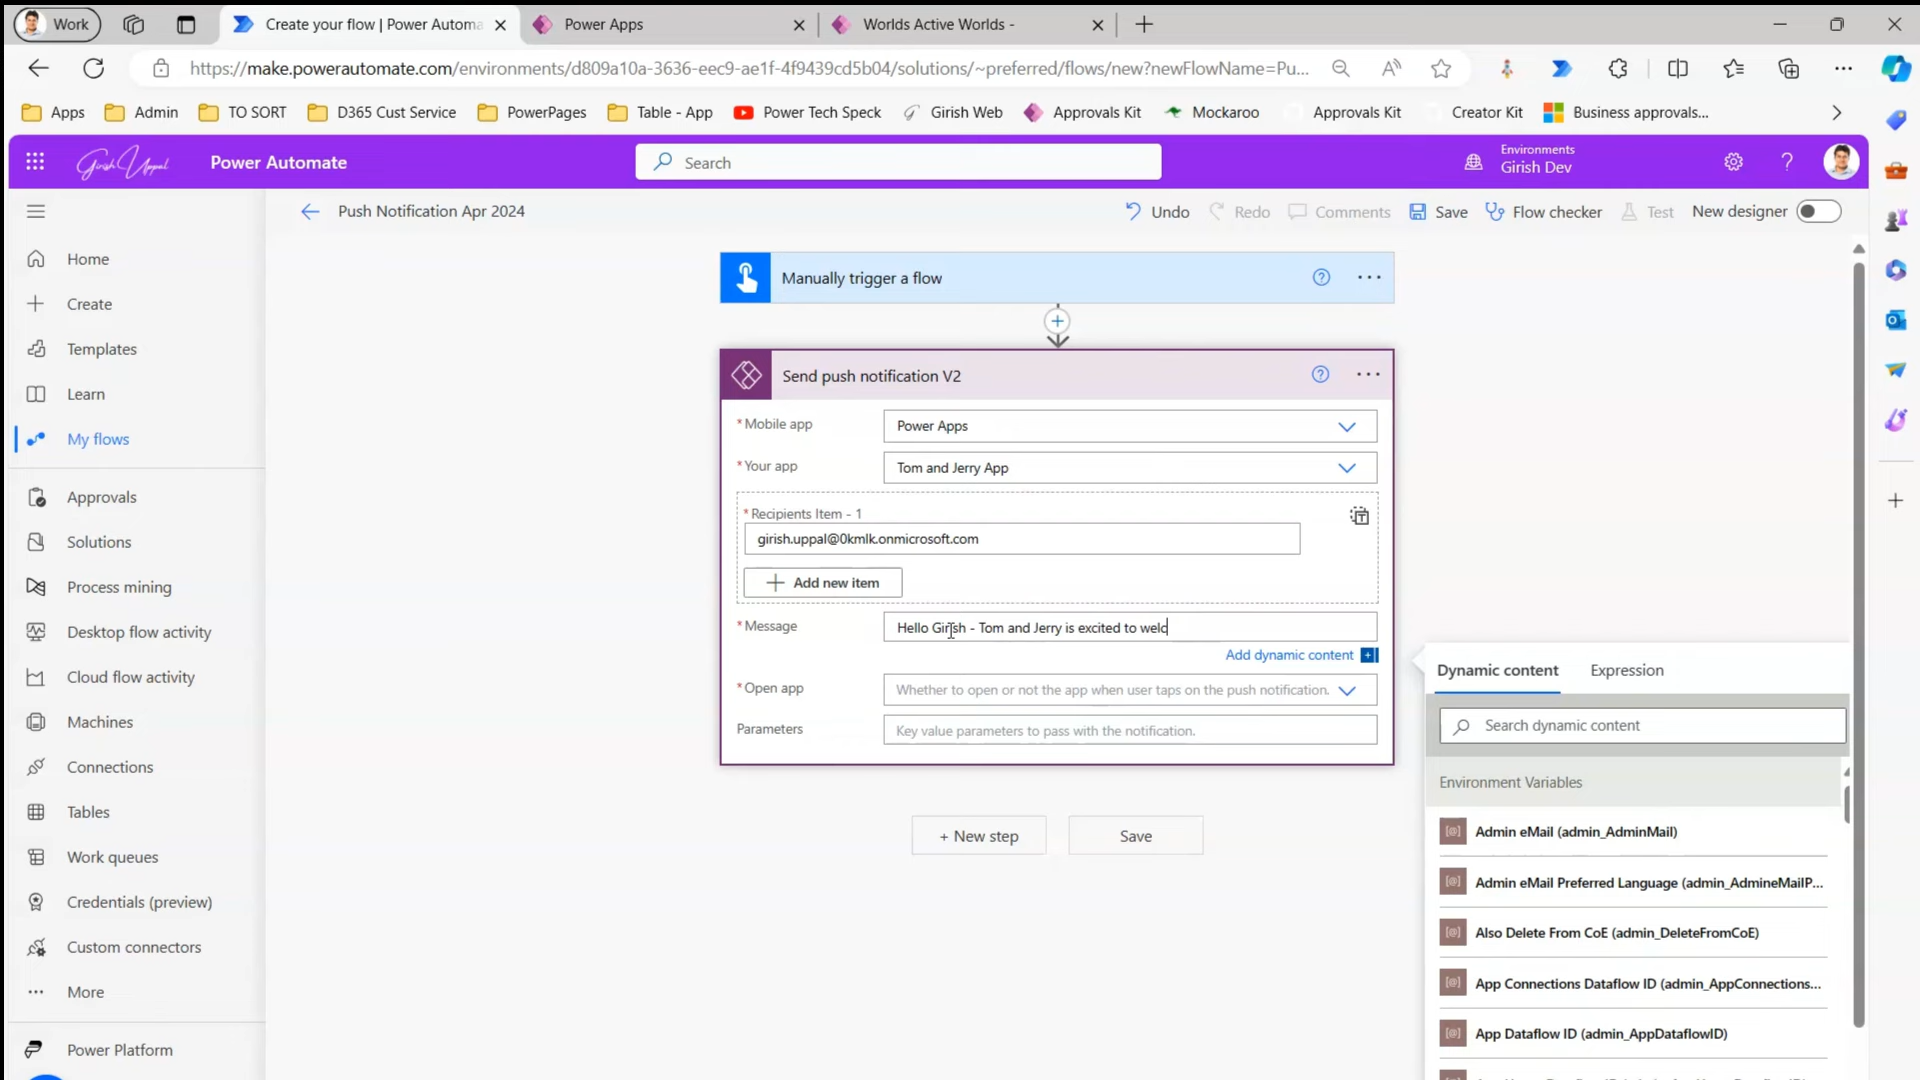 Work
Create your flow | Power Automa
Power Apps
Worlds Active Worlds -
https://make.powerautomate.com/environments/d809a10a-3636-eec9-ae1f-4f9439cd5b04/solutions/~preferred/flows/new?newFlowName=Pu...
Apps
Admin
TO SORT
D365 Cust Service
PowerPages
Table - App
Power Tech Speck
Girish Web
Approvals Kit
Mockaroo
Approvals Kit
Creator Kit
Business approvals...
Girish Uppal
Power Automate
Search
Environments
Girish Dev
Push Notification Apr 2024
Undo
Redo
Comments
Save
Flow checker
Test
New designer
Home
Create
Templates
Learn
My flows
Approvals
Solutions
Process mining
Desktop flow activity
Cloud flow activity
Machines
Connections
Tables
Work queues
Credentials (preview)
Custom connectors
More
Power Platform
Manually trigger a flow
Send push notification V2
* Mobile app
Power Apps
* Your app
Tom and Jerry App
* Recipients Item - 1
girish.uppal@0kmlk.onmicrosoft.com
Add new item
* Message
Hello Girish - Tom and Jerry is excited to welc
Add dynamic content
* Open app
Whether to open or not the app when user taps on the push notification.
Parameters
Key value parameters to pass with the notification.
+ New step
Save
Dynamic content
Expression
Search dynamic content
Environment Variables
Admin eMail (admin_AdminMail)
Admin eMail Preferred Language (admin_AdmineMailP...
Also Delete From CoE (admin_DeleteFromCoE)
App Connections Dataflow ID (admin_AppConnections...
App Dataflow ID (admin_AppDataflowID)